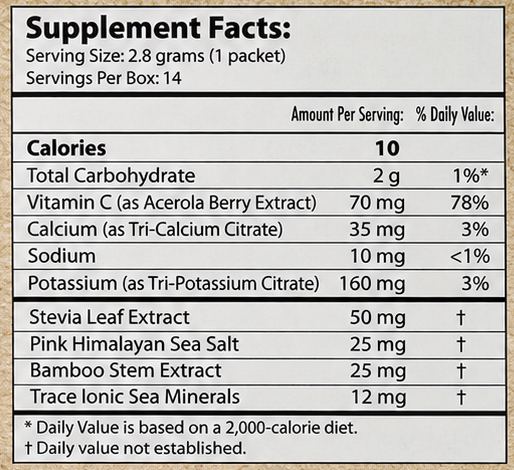 Supplement Facts:
Serving Size: 2.8 grams (1 packet)
Servings Per Box: 14
Amount Per Serving: % Daily Value:
Calories 10
Total Carbohydrate 2 g 1%*
Vitamin C (as Acerola Berry Extract) 70 mg 78%
Calcium (as Tri-Calcium Citrate) 35 mg 3%
Sodium 10 mg <1%
Potassium (as Tri-Potassium Citrate) 160 mg 3%
Stevia Leaf Extract 50 mg †
Pink Himalayan Sea Salt 25 mg †
Bamboo Stem Extract 25 mg †
Trace Ionic Sea Minerals 12 mg †
* Daily Value is based on a 2,000-calorie diet.
† Daily value not established.